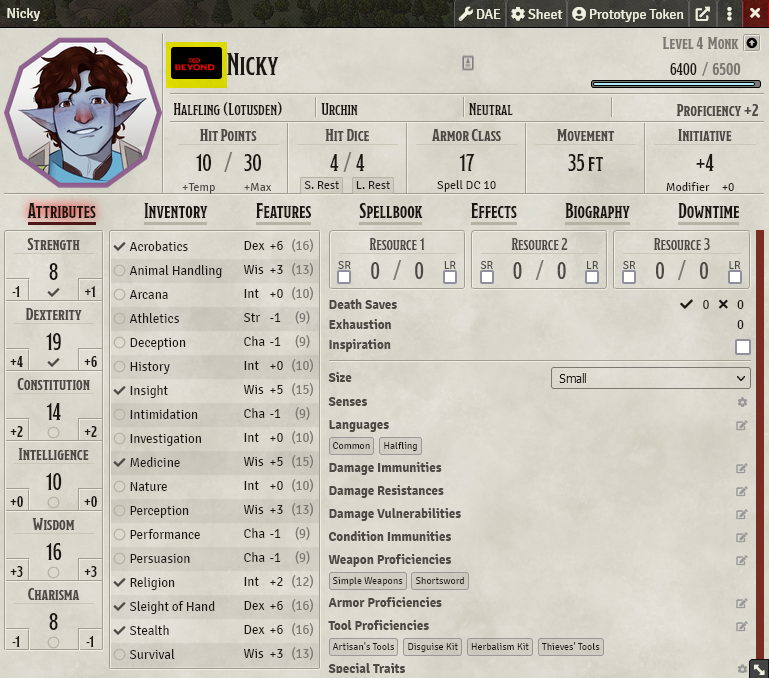 Nicky
DAE Sheet Prototype Token
BEYOND Nicky
Level 4 Monk
6400 / 6500
Halfling (Lotusden) Urchin Neutral Proficiency +2
Hit Points Hit Dice Armor Class Movement Initiative
10 / 30 4 / 4 17 35 ft +4
+Temp +Max S. Rest L. Rest Spell DC 10 Modifier +0
Attributes Inventory Features Spellbook Effects Biography Downtime
Strength
8
-1 +1
Dexterity
19
+4 +6
Constitution
14
+2 +2
Intelligence
10
+0 +0
Wisdom
16
+3 +3
Charisma
8
-1 -1
Acrobatics Dex +6 (16)
Animal Handling Wis +3 (13)
Arcana Int +0 (10)
Athletics Str -1 (9)
Deception Cha -1 (9)
History Int +0 (10)
Insight Wis +5 (15)
Intimidation Cha -1 (9)
Investigation Int +0 (10)
Medicine Wis +5 (15)
Nature Int +0 (10)
Perception Wis +3 (13)
Performance Cha -1 (9)
Persuasion Cha -1 (9)
Religion Int +2 (12)
Sleight of Hand Dex +6 (16)
Stealth Dex +6 (16)
Survival Wis +3 (13)
Resource 1 Resource 2 Resource 3
SR 0 / 0 LR SR 0 / 0 LR SR 0 / 0 LR
Death Saves 0 0
Exhaustion 0
Inspiration
Size Small
Senses
Languages
Common Halfling
Damage Immunities
Damage Resistances
Damage Vulnerabilities
Condition Immunities
Weapon Proficiencies
Simple Weapons Shortsword
Armor Proficiencies
Tool Proficiencies
Artisan's Tools Disguise Kit Herbalism Kit Thieves' Tools
Special Traits